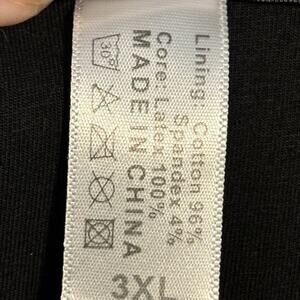 Lining: Cotton 96%
Spandex 4%
Core: Latex 100%
MADE IN CHINA
30°
3XL